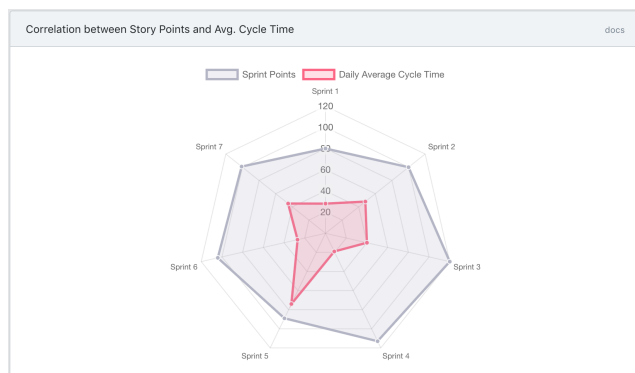 Correlation between Story Points and Avg. Cycle Time
docs
Sprint Points
Daily Average Cycle Time
Sprint 1
120
100
80
60
40
20
Sprint 7
Sprint 2
Sprint 6
Sprint 3
Sprint 5
Sprint 4